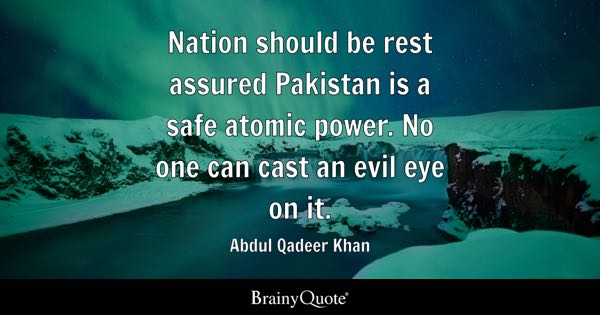 Nation should be rest
assured Pakistan is a
safe atomic power. No
one can cast an evil eye
on it.
Abdul Qadeer Khan
BrainyQuote®